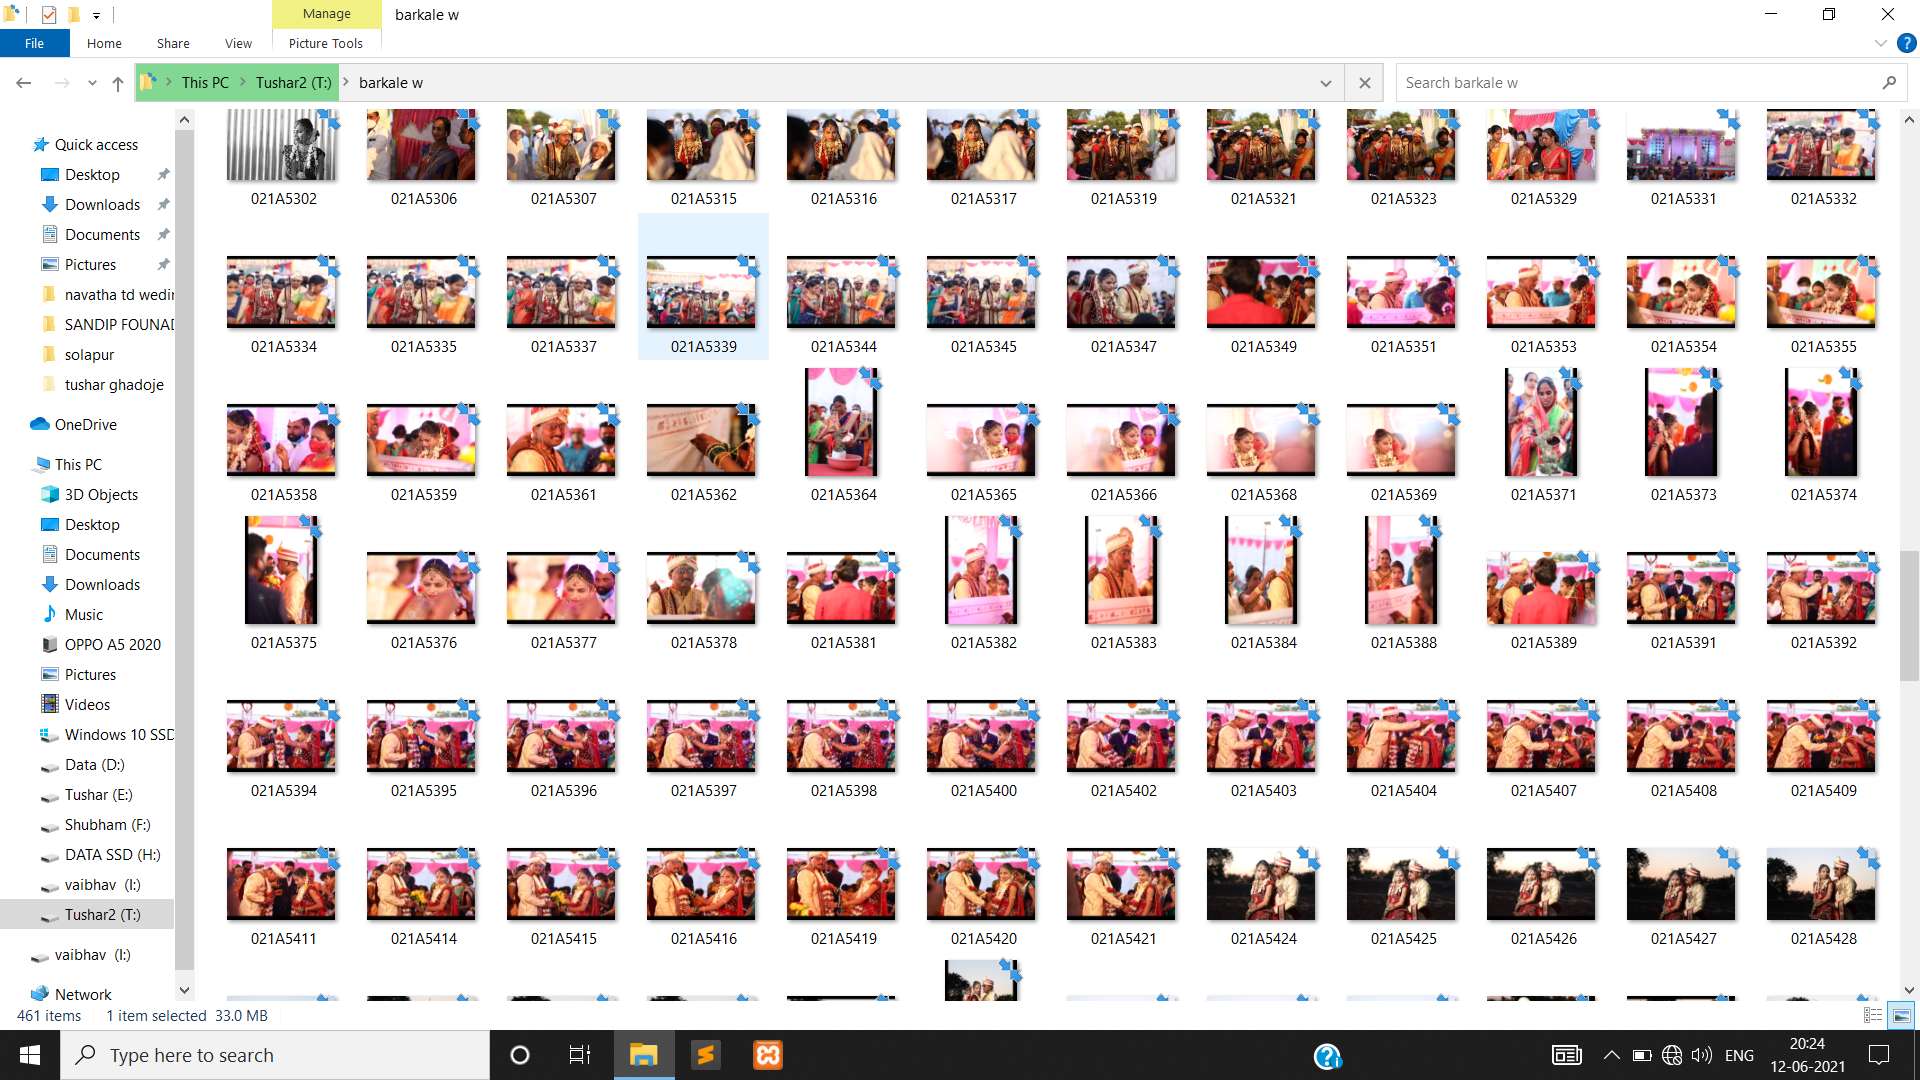 Manage
barkale w
File
Home
Share
View
Picture Tools
This PC
Tushar2 (T:)
barkale w
Search barkale w
Quick access
Desktop
Downloads
Documents
Pictures
navatha td wedin
SANDIP FOUNAD
solapur
tushar ghadoje
OneDrive
This PC
3D Objects
Desktop
Documents
Downloads
Music
OPPO A5 2020
Pictures
Videos
Windows 10 SSD
Data (D:)
Tushar (E:)
Shubham (F:)
DATA SSD (H:)
vaibhav (I:)
Tushar2 (T:)
vaibhav (I:)
Network
021A5302 021A5306 021A5307 021A5315 021A5316 021A5317 021A5319 021A5321 021A5323 021A5329 021A5331 021A5332
021A5334 021A5335 021A5337 021A5339 021A5344 021A5345 021A5347 021A5349 021A5351 021A5353 021A5354 021A5355
021A5358 021A5359 021A5361 021A5362 021A5364 021A5365 021A5366 021A5368 021A5369 021A5371 021A5373 021A5374
021A5375 021A5376 021A5377 021A5378 021A5381 021A5382 021A5383 021A5384 021A5388 021A5389 021A5391 021A5392
021A5394 021A5395 021A5396 021A5397 021A5398 021A5400 021A5402 021A5403 021A5404 021A5407 021A5408 021A5409
021A5411 021A5414 021A5415 021A5416 021A5419 021A5420 021A5421 021A5424 021A5425 021A5426 021A5427 021A5428
461 items 1 item selected 33.0 MB
Type here to search
ENG
20:24
12-06-2021